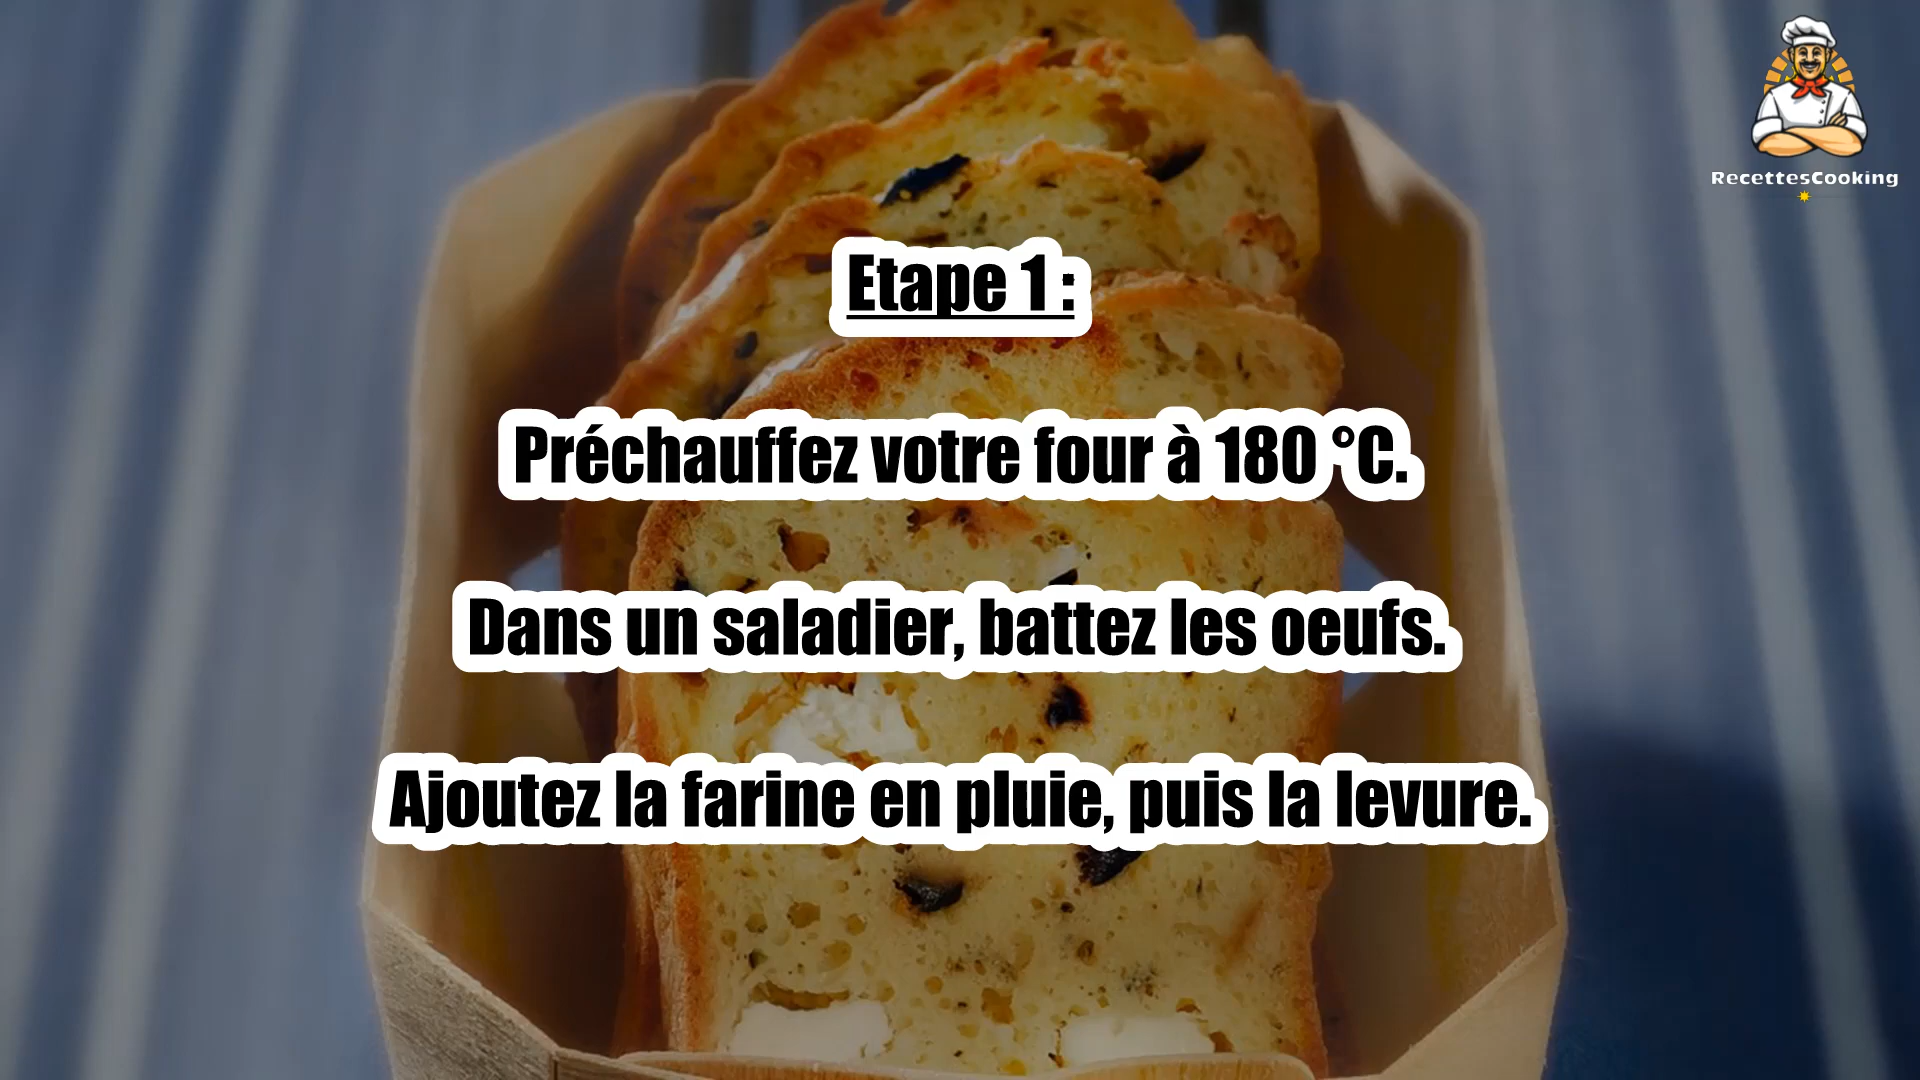 RecettesCooking
Etape 1 :
Préchauffez votre four à 180 °C.
Dans un saladier, battez les oeufs.
Ajoutez la farine en pluie, puis la levure.